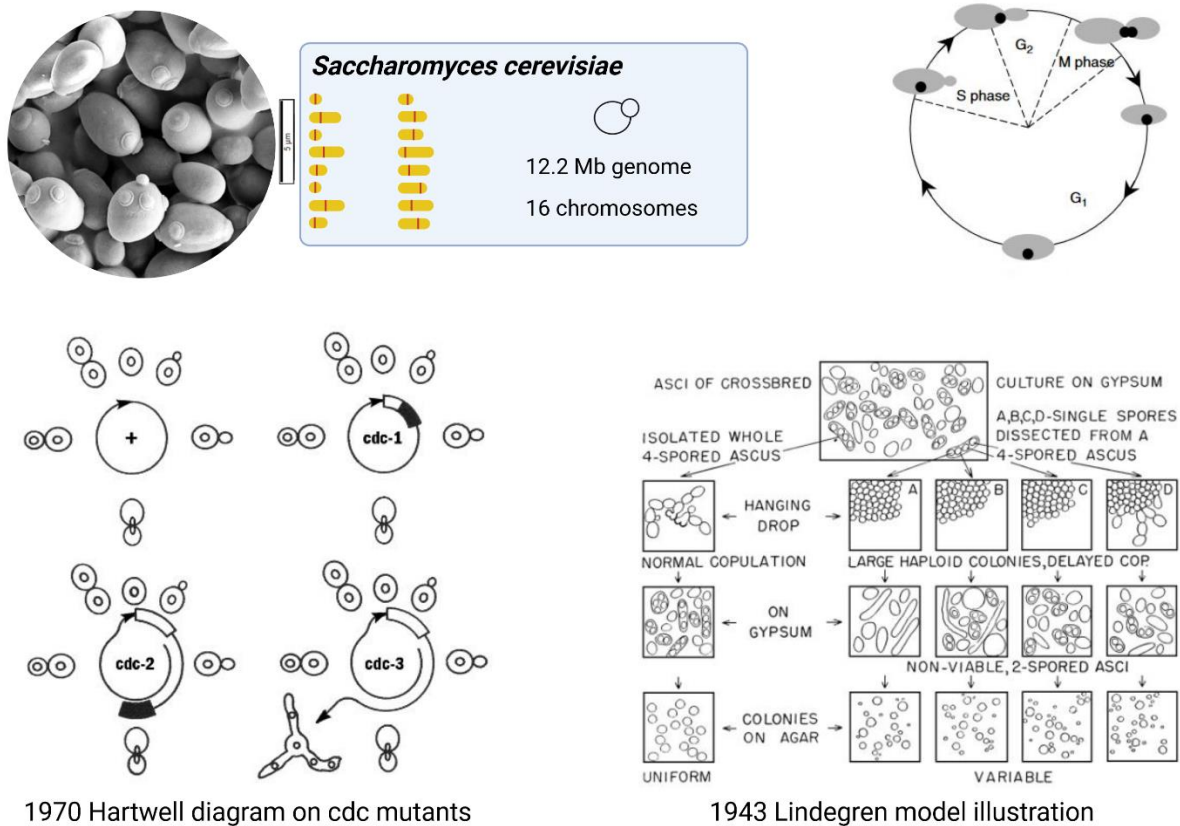 5 µm
Saccharomyces cerevisiae
12.2 Mb genome
16 chromosomes
G2
M phase
S phase
G1
+
cdc-1
cdc-2
cdc-3
1970 Hartwell diagram on cdc mutants
ASCI OF CROSSBRED
CULTURE ON GYPSUM
ISOLATED WHOLE
4-SPORED ASCUS
A,B,C,D-SINGLE SPORES
DISSECTED FROM A
4-SPORED ASCUS
A
B
C
D
HANGING
DROP
NORMAL COPULATION
LARGE HAPLOID COLONIES, DELAYED COP.
ON
GYPSUM
NON-VIABLE, 2-SPORED ASCI
COLONIES
ON AGAR
UNIFORM
VARIABLE
1943 Lindegren model illustration